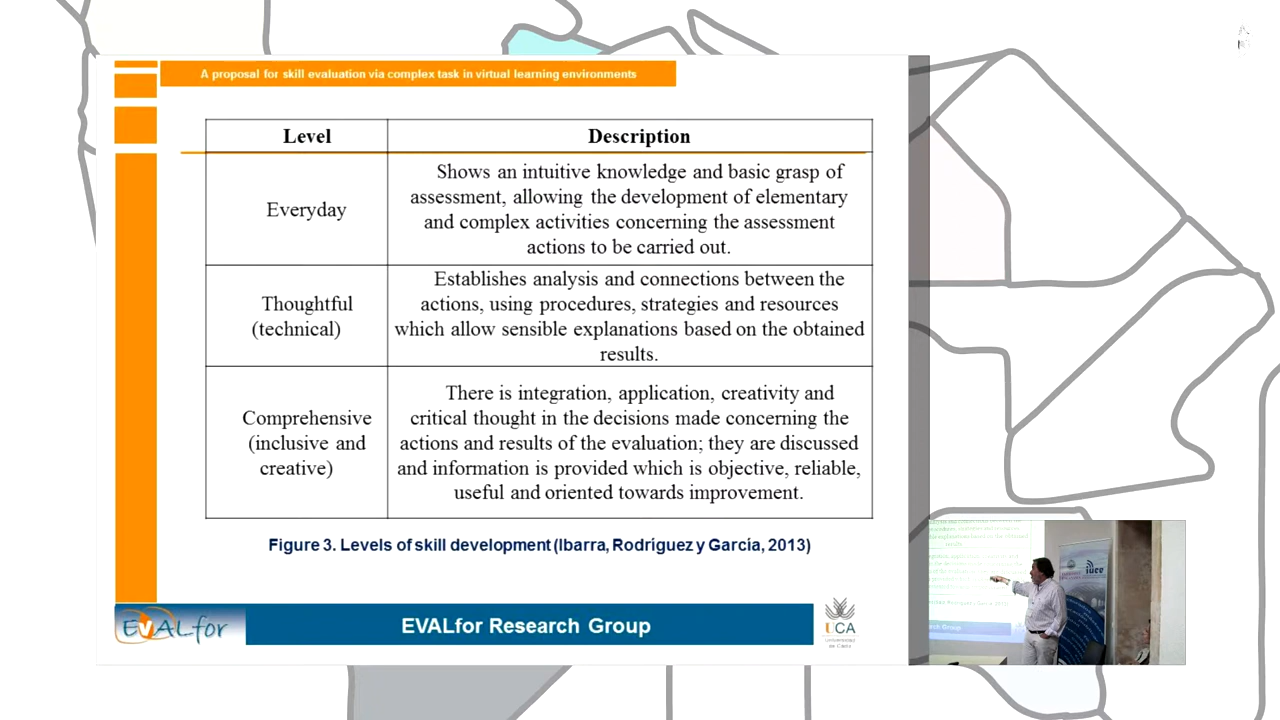 A proposal for skill evaluation via complex task in virtual learning environments
Level
Description
Everyday
Shows an intuitive knowledge and basic grasp of
assessment, allowing the development of elementary
and complex activities concerning the assessment
actions to be carried out.
Thoughtful
(technical)
Establishes analysis and connections between the
actions, using procedures, strategies and resources
which allow sensible explanations based on the obtained
results.
Comprehensive
(inclusive and
creative)
There is integration, application, creativity and
critical thought in the decisions made concerning the
actions and results of the evaluation; they are discussed
and information is provided which is objective, reliable,
useful and oriented towards improvement.
Figure 3. Levels of skill development (Ibarra, Rodríguez y García, 2013)
EVALfor
EVALfor Research Group
UCA
Universidad
de Cádiz
iuce